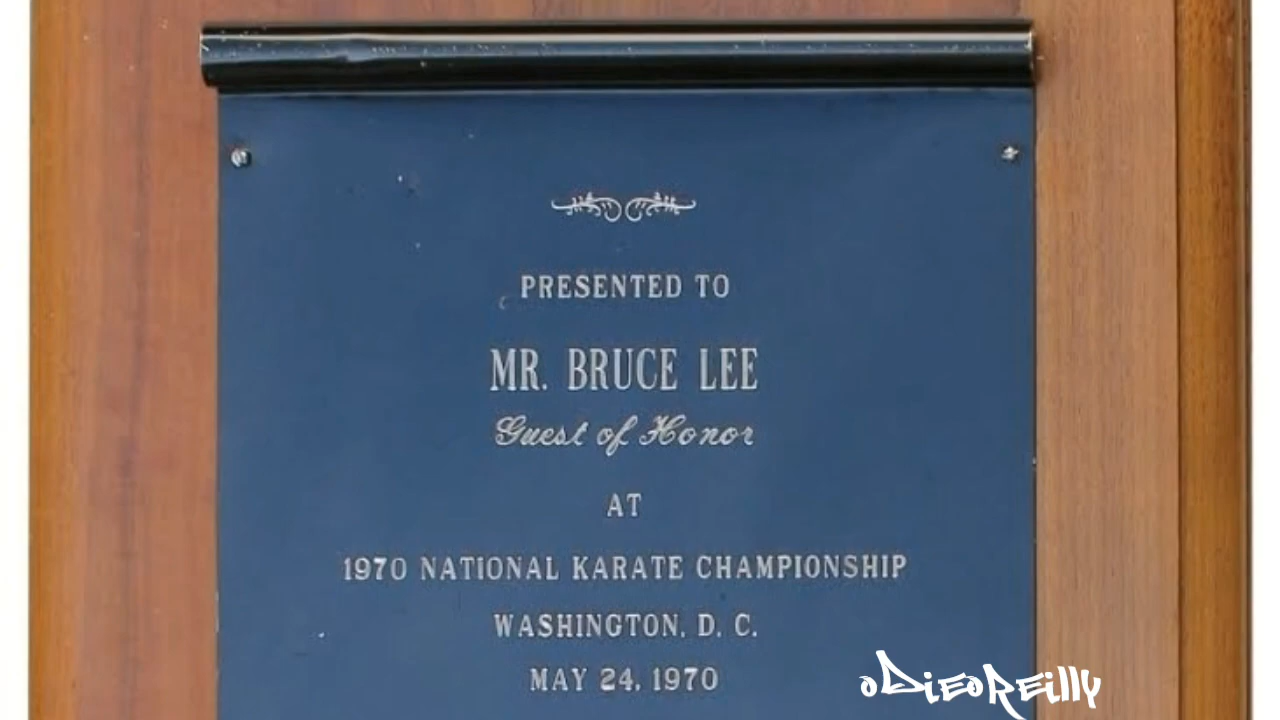 PRESENTED TO
MR. BRUCE LEE
Guest of Honor
AT
1970 NATIONAL KARATE CHAMPIONSHIP
WASHINGTON, D. C.
MAY 24, 1970
oDieoReilly